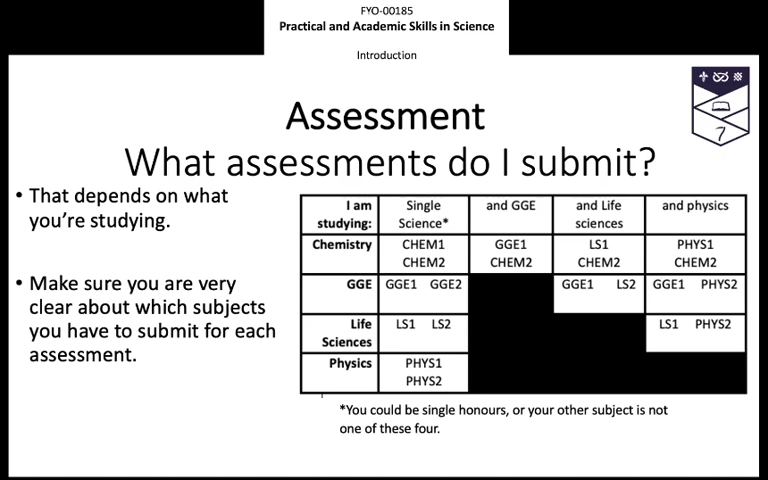 FYO-00185
Practical and Academic Skills in Science
Introduction
Assessment
What assessments do I submit?
• That depends on what
you're studying.
• Make sure you are very
clear about which subjects
you have to submit for each
assessment.
I am studying: Single Science* and GGE and Life sciences and physics
Chemistry CHEM1 CHEM2 GGE1 CHEM2 LS1 CHEM2 PHYS1 CHEM2
GGE GGE1 GGE2 GGE1 LS2 GGE1 PHYS2
Life Sciences LS1 LS2 LS1 PHYS2
Physics PHYS1 PHYS2
*You could be single honours, or your other subject is not
one of these four.